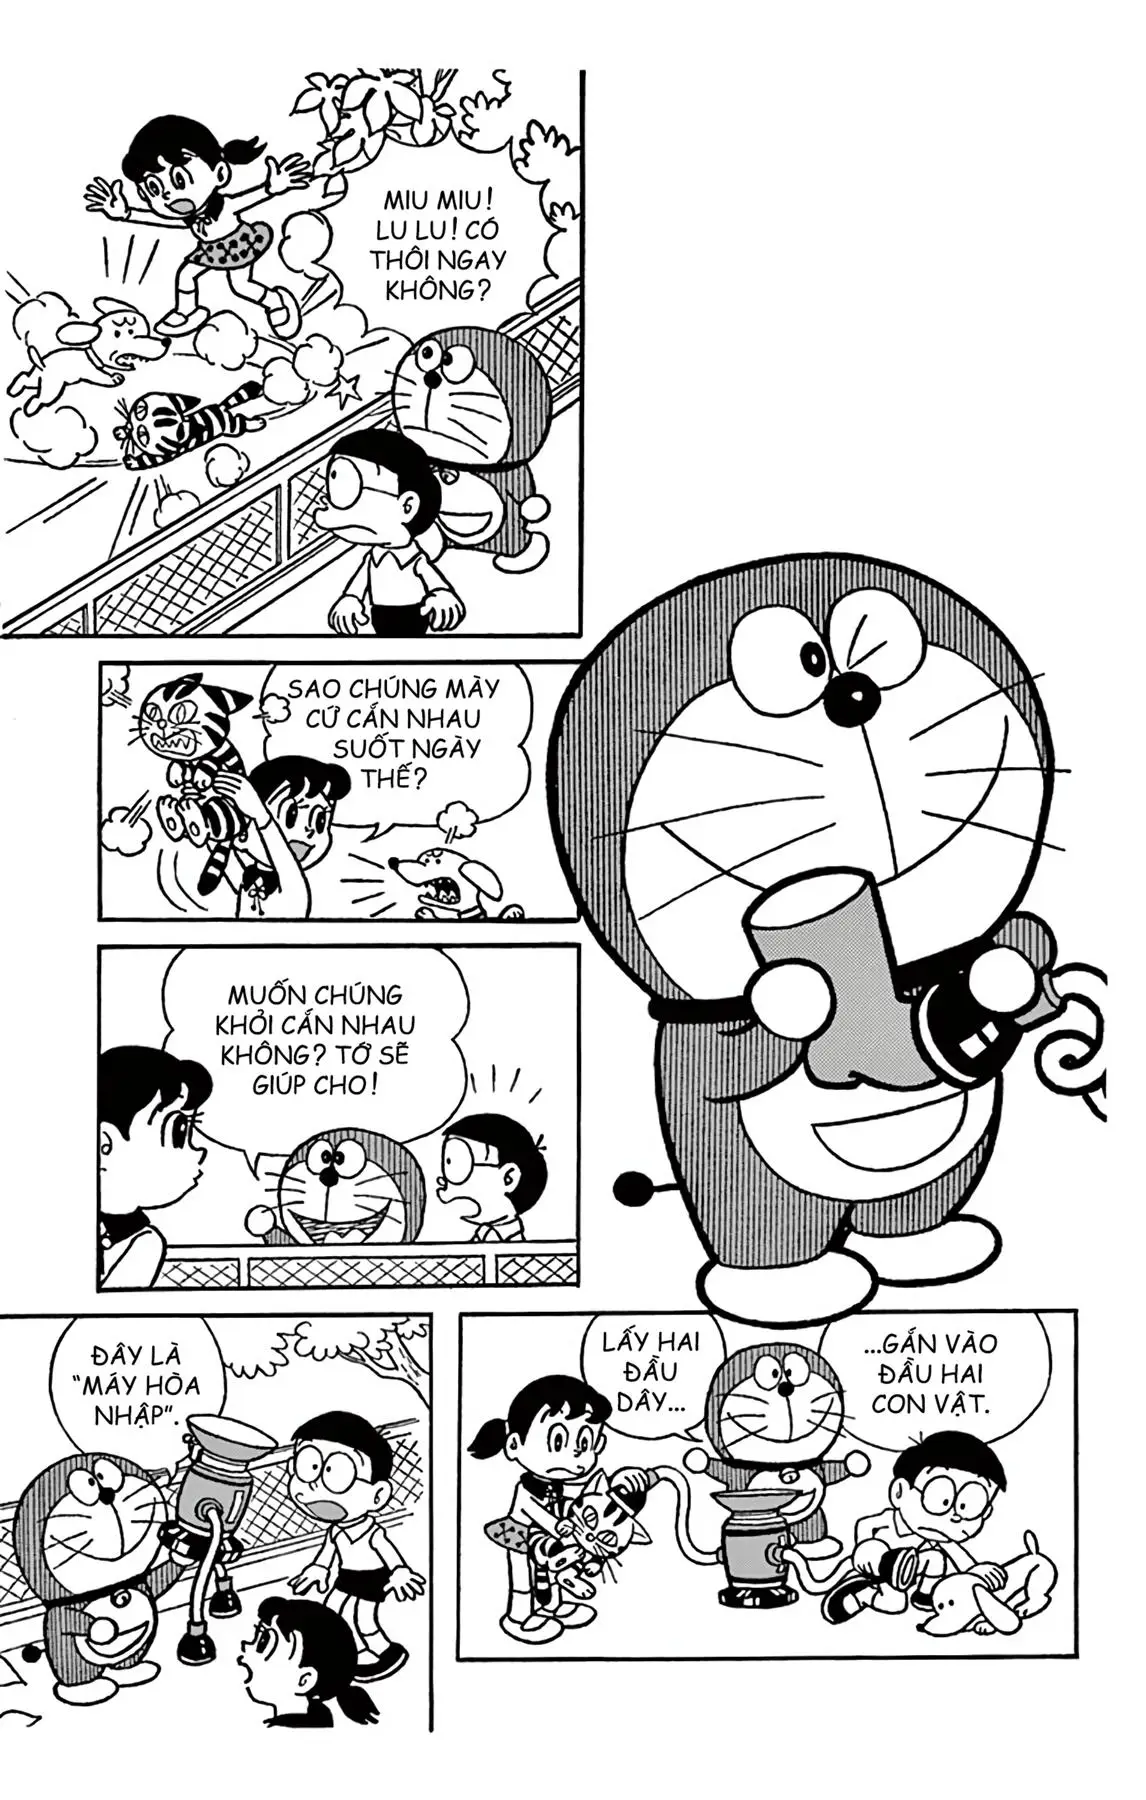 MIU MIU!
LU LU! CÓ
THÔI NGAY
KHÔNG?
SAO CHÚNG MÀY
CỨ CẮN NHAU
SUỐT NGÀY
THẾ?
MUỐN CHÚNG
KHỎI CẮN NHAU
KHÔNG? TỚ SẼ
GIÚP CHO!
ĐÂY LÀ
"MÁY HÒA
NHẬP".
LẤY HAI
ĐẦU
DÂY...
...GẮN VÀO
ĐẦU HAI
CON VẬT.